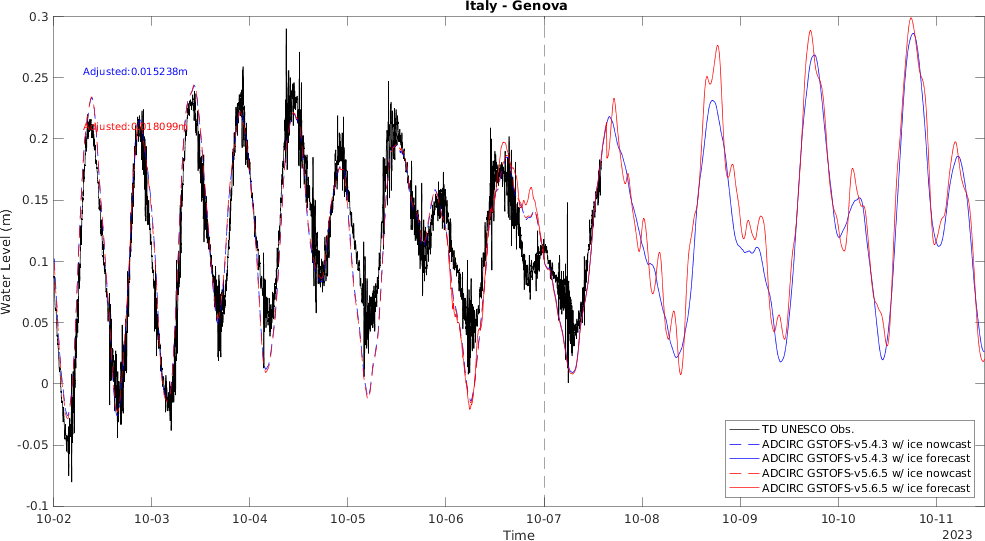 Italy - Genova
0.3
0.25
0.2
0.15
0.1
0.05
0
-0.05
-0.1
Water Level (m)
Adjusted:0.015238m
Adjusted:0.018099m
TD UNESCO Obs.
ADCIRC GSTOFS-v5.4.3 w/ ice nowcast
ADCIRC GSTOFS-v5.4.3 w/ ice forecast
ADCIRC GSTOFS-v5.6.5 w/ ice nowcast
ADCIRC GSTOFS-v5.6.5 w/ ice forecast
10-02 10-03 10-04 10-05 10-06 10-07 10-08 10-09 10-10 10-11
Time
2023